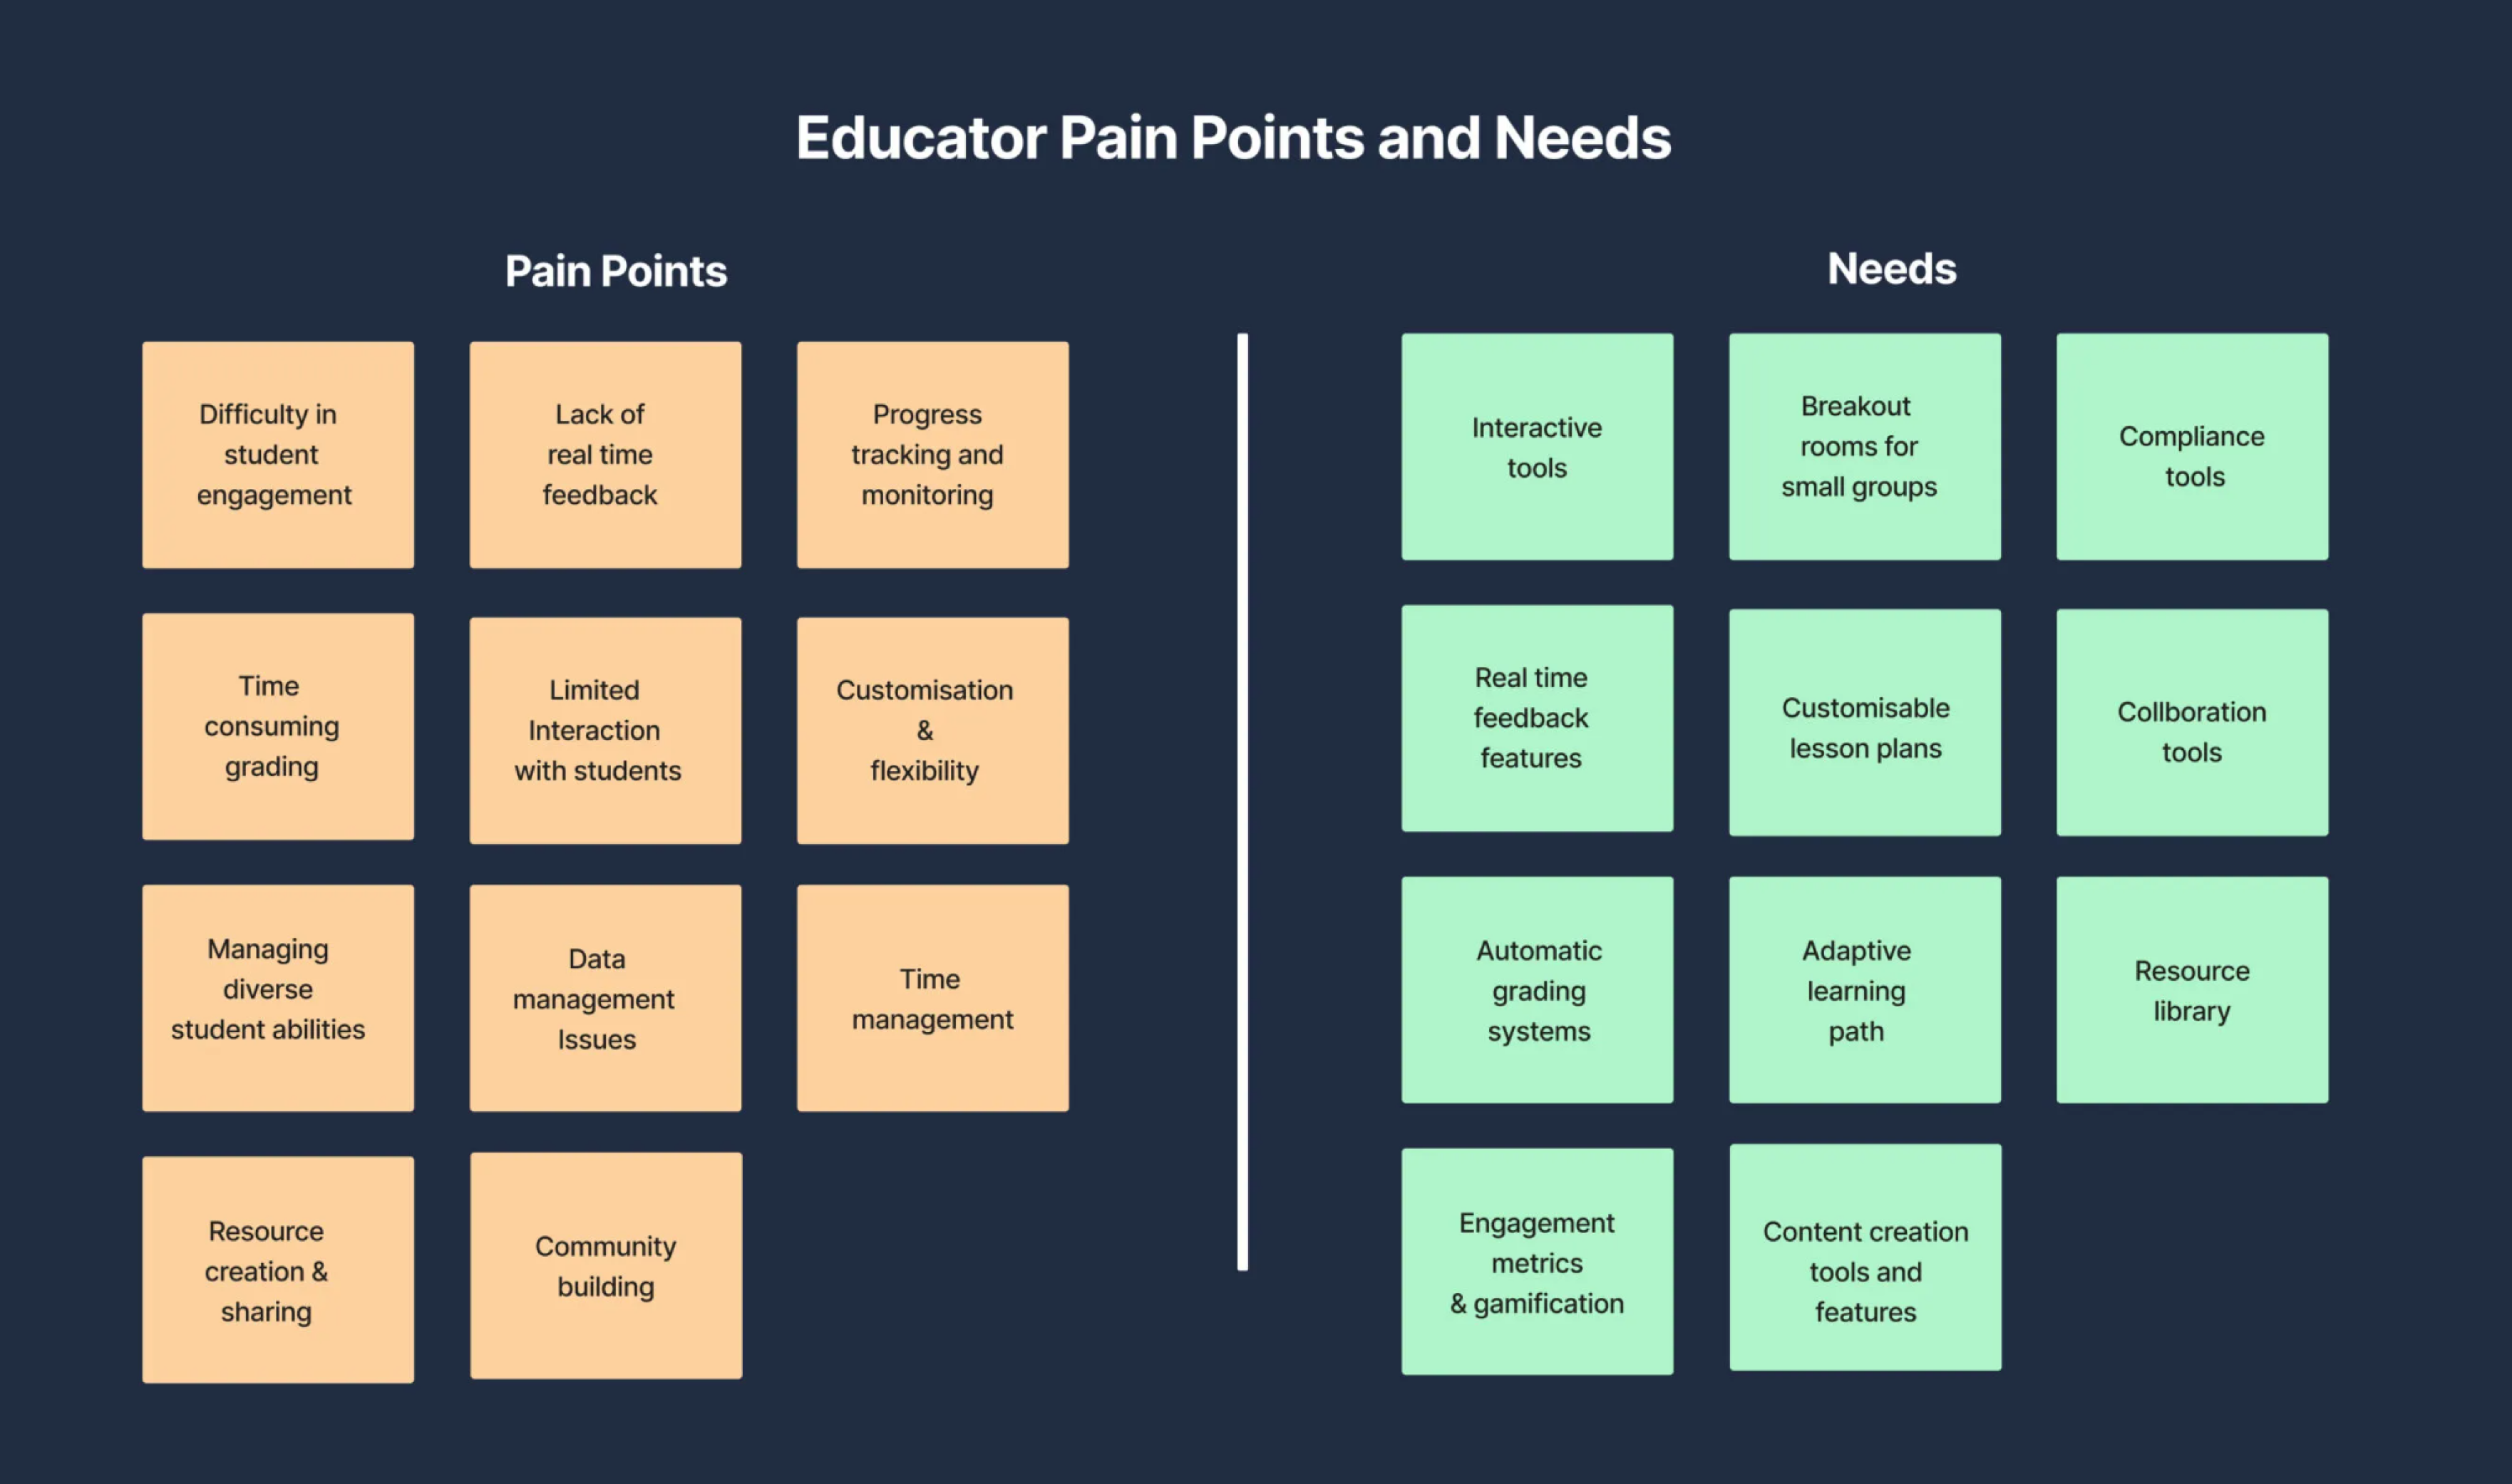 Educator Pain Points and Needs
Pain Points
Difficulty in
student
engagement
Lack of
real time
feedback
Progress
tracking and
monitoring
Time
consuming
grading
Limited
Interaction
with students
Customisation
&
flexibility
Managing
diverse
student abilities
Data
management
Issues
Time
management
Resource
creation &
sharing
Community
building
Needs
Interactive
tools
Breakout
rooms for
small groups
Compliance
tools
Real time
feedback
features
Customisable
lesson plans
Collboration
tools
Automatic
grading
systems
Adaptive
learning
path
Resource
library
Engagement
metrics
& gamification
Content creation
tools and
features